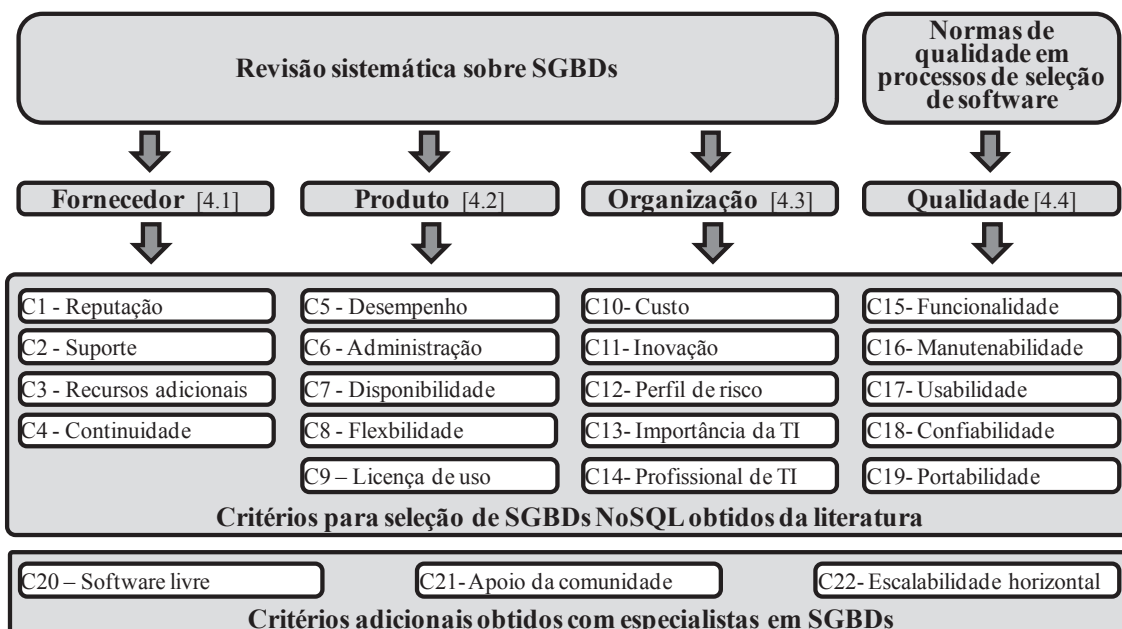 Revisão sistemática sobre SGBDs
Normas de
qualidade em
processos de seleção
de software
Fornecedor [4.1]
Produto [4.2]
Organização [4.3]
Qualidade [4.4]
C1 - Reputação
C2 - Suporte
C3 - Recursos adicionais
C4 - Continuidade
C5 - Desempenho
C6 - Administração
C7 - Disponibilidade
C8 - Flexbilidade
C9 – Licença de uso
C10- Custo
C11- Inovação
C12- Perfil de risco
C13- Importância da TI
C14- Profissional de TI
C15- Funcionalidade
C16- Manutenabilidade
C17- Usabilidade
C18- Confiabilidade
C19- Portabilidade
Critérios para seleção de SGBDs NoSQL obtidos da literatura
C20 – Software livre
C21- Apoio da comunidade
C22- Escalabilidade horizontal
Critérios adicionais obtidos com especialistas em SGBDs